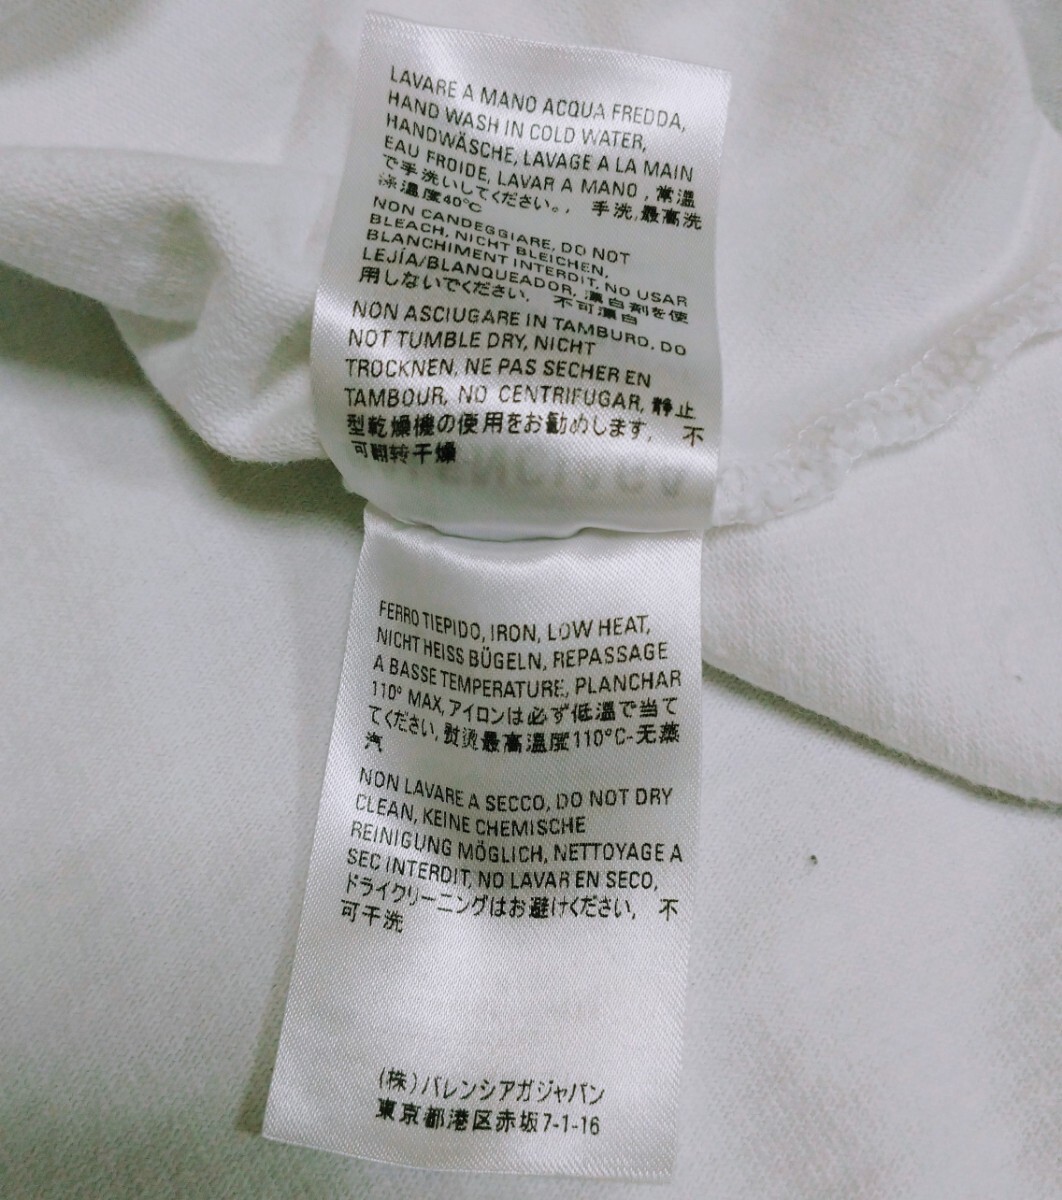 LAVARE A MANO ACQUA FREDDA,
HAND WASH IN COLD WATER,
HANDWÄSCHE, LAVAGE A LA MAIN
EAU FROIDE, LAVAR A MANO , 常温
で手洗いしてください。, 手洗,最高洗
涤温度40°C
NON CANDEGGIARE, DO NOT
BLEACH, NICHT BLEICHEN,
BLANCHIMENT INTERDIT, NO USAR
LEJÍA/BLANQUEADOR, 漂白剤を使
用しないでください, 不可漂白
NON ASCIUGARE IN TAMBURO, DO
NOT TUMBLE DRY, NICHT
TROCKNEN, NE PAS SECHER EN
TAMBOUR, NO CENTRIFUGAR, 静止
型乾燥機の使用をお勧めします, 不
可翻转干燥
FERRO TIEPIDO, IRON, LOW HEAT,
NICHT HEISS BÜGELN, REPASSAGE
A BASSE TEMPERATURE, PLANCHAR
110° MAX, アイロンは必ず低温で当て
てください, 熨烫最高温度110°C-无蒸
汽
NON LAVARE A SECCO, DO NOT DRY
CLEAN, KEINE CHEMISCHE
REINIGUNG MÖGLICH, NETTOYAGE A
SEC INTERDIT, NO LAVAR EN SECO,
ドライクリーニングはお避けください, 不
可干洗
(株)バレンシアガジャパン
東京都港区赤坂7-1-16